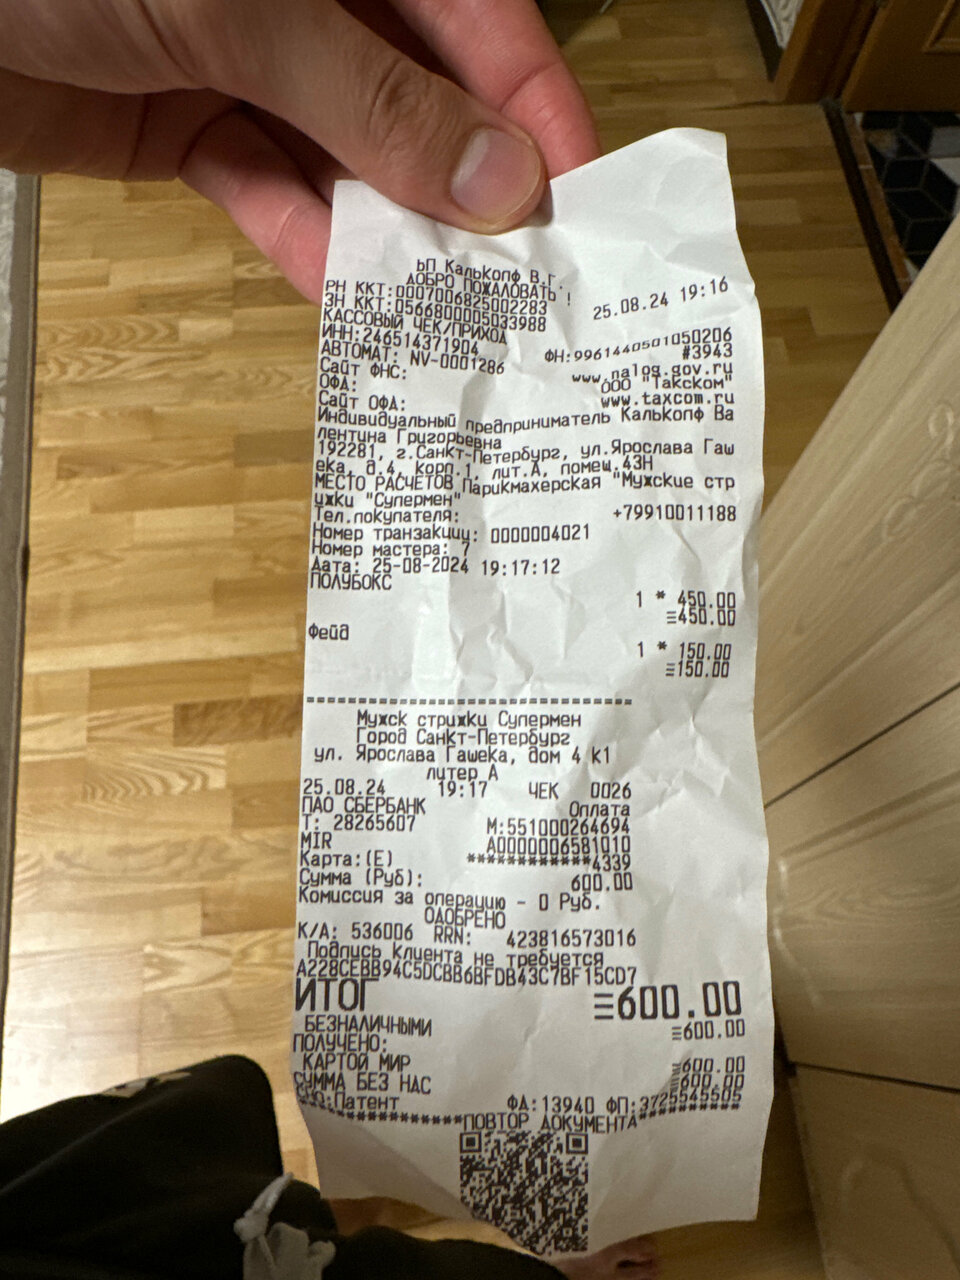 ЬП Калькопф В.Г.
ДОБРО ПОЖАЛОВАТЬ !
РН ККТ:0007006825002283 25.08.24 19:16
ЗН ККТ:0566800005033988
КАССОВЫЙ ЧЕК/ПРИХОД
ИНН:246514371904 ФН:9961440501050206
АВТОМАТ: NV-0001286 #3943
Сайт ФНС: www.nalog.gov.ru
ОФД: ООО "Такском"
Сайт ОФД: www.taxcom.ru
Индивидуальный предприниматель Калькопф Ва
лентина Григорьевна
192281, г.Санкт-Петербург, ул.Ярослава Гаш
ека, д.4, корп.1, лит.А, помещ.43Н
МЕСТО РАСЧЕТОВ Парикмахерская "Мужские стр
ижки "Супермен"
Тел.покупателя: +79910011188
Номер транзакции: 0000004021
Номер мастера: 7
Дата: 25-08-2024 19:17:12
ПОЛУБОКС
1 * 450.00
≡450.00
Фейд
1 * 150.00
≡150.00
Мужск стрижки Супермен
Город Санкт-Петербург
ул. Ярослава Гашека, дом 4 к1
литер А
25.08.24 19:17 ЧЕК 0026
ПАО СБЕРБАНК Оплата
Т: 28265607 М:551000264694
MIR A0000006581010
Карта:(E) ************4339
Сумма (Руб): 600.00
Комиссия за операцию - 0 Руб.
ОДОБРЕНО
К/А: 536006 RRN: 423816573016
Подпись клиента не требуется
A228CEBB94C5DCBB6BFDB43C7BF15CD7
ИТОГ ≡600.00
БЕЗНАЛИЧНЫМИ ≡600.00
ПОЛУЧЕНО:
КАРТОЙ МИР ≡600.00
СУММА БЕЗ НДС ≡600.00
СНО:Патент ФД:13940 ФП:3725545505
****************ПОВТОР ДОКУМЕНТА**********